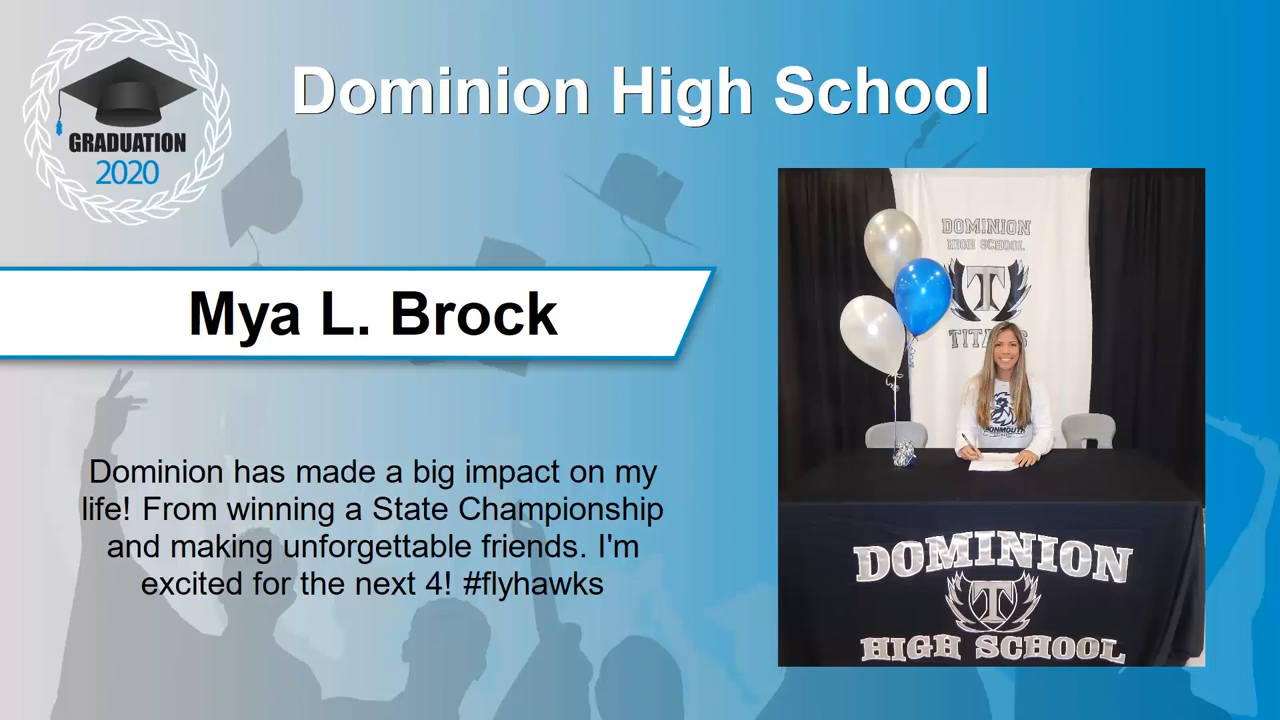 Dominion High School
GRADUATION
2020
Mya L. Brock
Dominion has made a big impact on my
life! From winning a State Championship
and making unforgettable friends. I'm
excited for the next 4! #flyhawks
DOMINION
HIGH SCHOOL
T
MONMOUTH
DOMINION
T
HIGH SCHOOL